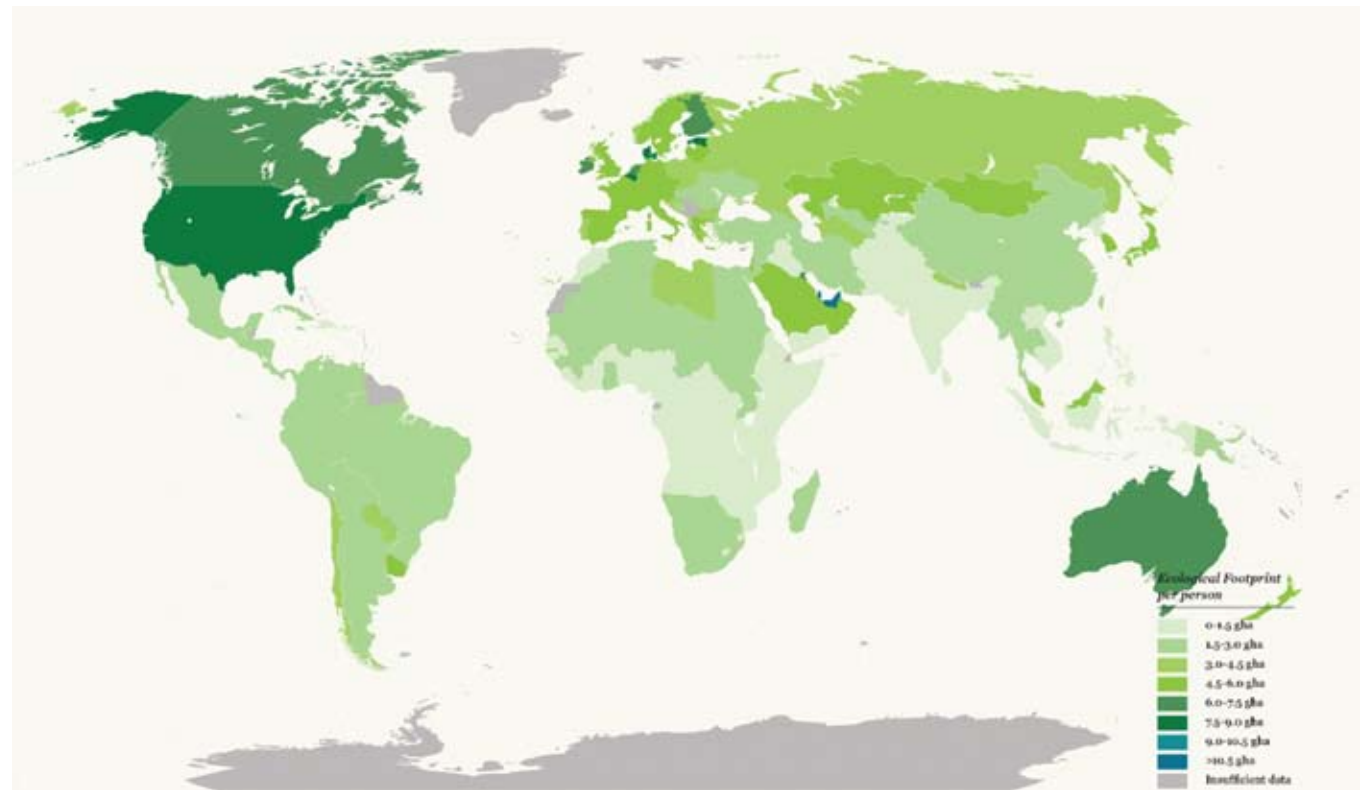 Ecological Footprint
per person
0-1.5 gha
1.5-3.0 gha
3.0-4.5 gha
4.5-6.0 gha
6.0-7.5 gha
7.5-9.0 gha
9.0-10.5 gha
>10.5 gha
Insufficient data